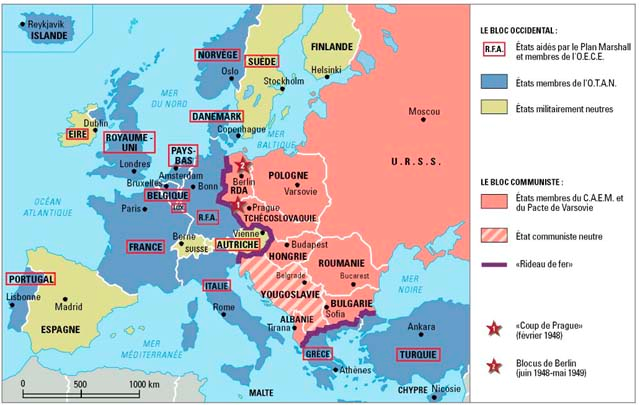 Reykjavik
ISLANDE
NORVÈGE
Oslo
SUÈDE
Stockholm
FINLANDE
Helsinki
MER
DU NORD
DANEMARK
Copenhague
MER
BALTIQUE
Moscou
U.R.S.S.
Dublin
EIRE
ROYAUME-
UNI
Londres
PAYS-
BAS
Amsterdam
Bruxelles
BELGIQUE
LUX.
Bonn
R.F.A.
2
Berlin
RDA
POLOGNE
Varsovie
1
Prague
TCHÉCOSLOVAQUIE
OCÉAN
ATLANTIQUE
Paris
FRANCE
Berne
SUISSE
Vienne
AUTRICHE
Budapest
HONGRIE
ROUMANIE
Bucarest
Belgrade
YOUGOSLAVIE
BULGARIE
Sofia
ALBANIE
Tirana
MER
NOIRE
PORTUGAL
Lisbonne
Madrid
ESPAGNE
ITALIE
Rome
MER
MÉDITERRANÉE
GRÈCE
Athènes
Ankara
TURQUIE
MALTE
CHYPRE
Nicosie
0 500 1000 km
LE BLOC OCCIDENTAL :
R.F.A.
États aidés par le Plan Marshall
et membres de l'O.E.C.E.
États membres de l'O.T.A.N.
États militairement neutres
LE BLOC COMMUNISTE :
États membres du C.A.E.M. et
du Pacte de Varsovie
État communiste neutre
«Rideau de fer»
1
«Coup de Prague»
(février 1948)
2
Blocus de Berlin
(juin 1948-mai 1949)